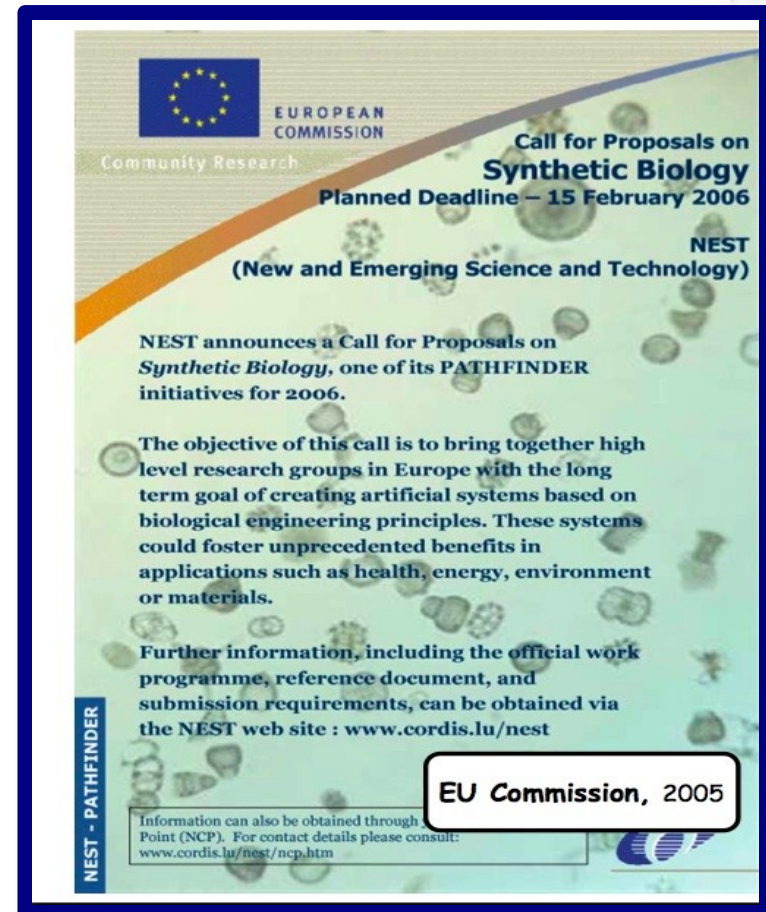 EUROPEAN
COMMISSION
Community Research
Call for Proposals on
Synthetic Biology
Planned Deadline – 15 February 2006
NEST
(New and Emerging Science and Technology)
NEST announces a Call for Proposals on
Synthetic Biology, one of its PATHFINDER
initiatives for 2006.
The objective of this call is to bring together high
level research groups in Europe with the long
term goal of creating artificial systems based on
biological engineering principles. These systems
could foster unprecedented benefits in
applications such as health, energy, environment
or materials.
Further information, including the official work
programme, reference document, and
submission requirements, can be obtained via
the NEST web site : www.cordis.lu/nest
NEST - PATHFINDER
EU Commission, 2005
Information can also be obtained through
Point (NCP). For contact details please consult:
www.cordis.lu/nest/ncp.htm